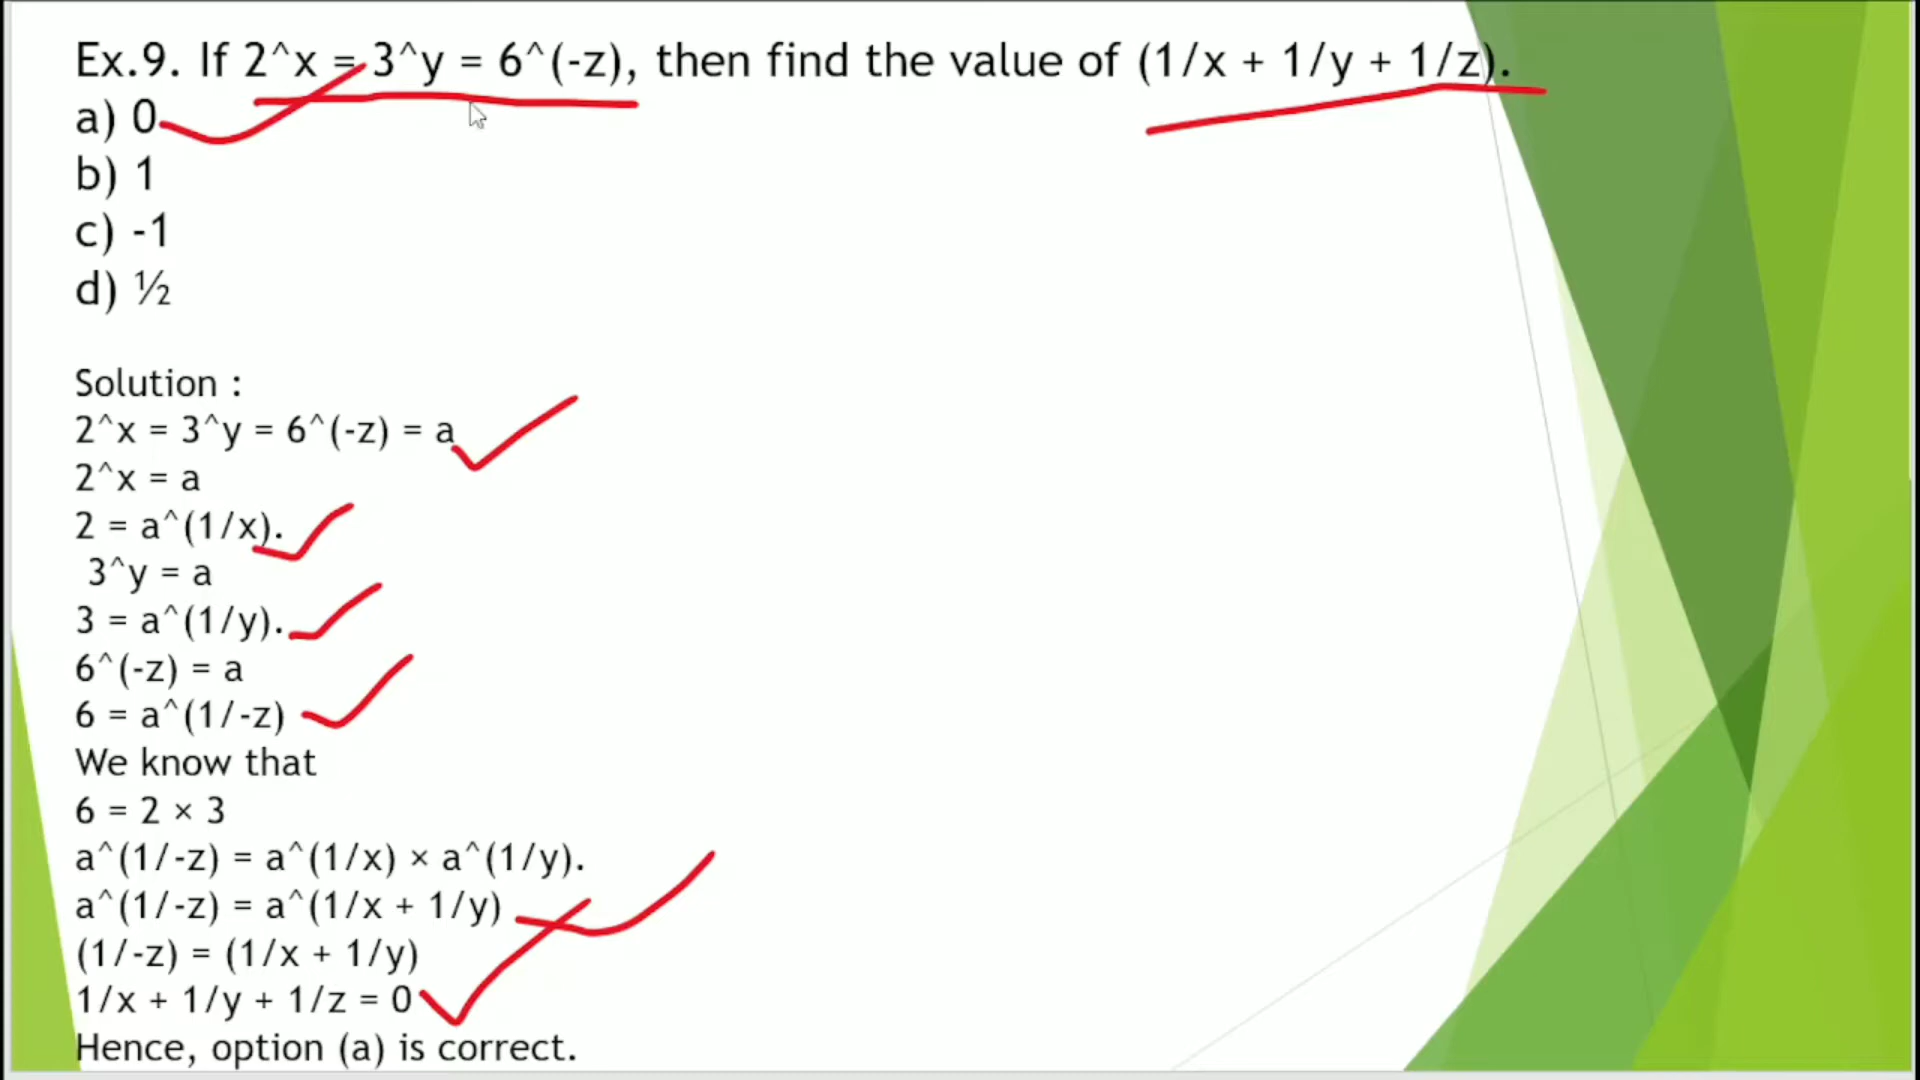 Ex.9. If 2^x = 3^y = 6^(-z), then find the value of (1/x + 1/y + 1/z).
a) 0
b) 1
c) -1
d) ½
Solution :
2^x = 3^y = 6^(-z) = a
2^x = a
2 = a^(1/x).
3^y = a
3 = a^(1/y).
6^(-z) = a
6 = a^(1/-z)
We know that
6 = 2 × 3
a^(1/-z) = a^(1/x) × a^(1/y).
a^(1/-z) = a^(1/x + 1/y)
(1/-z) = (1/x + 1/y)
1/x + 1/y + 1/z = 0
Hence, option (a) is correct.